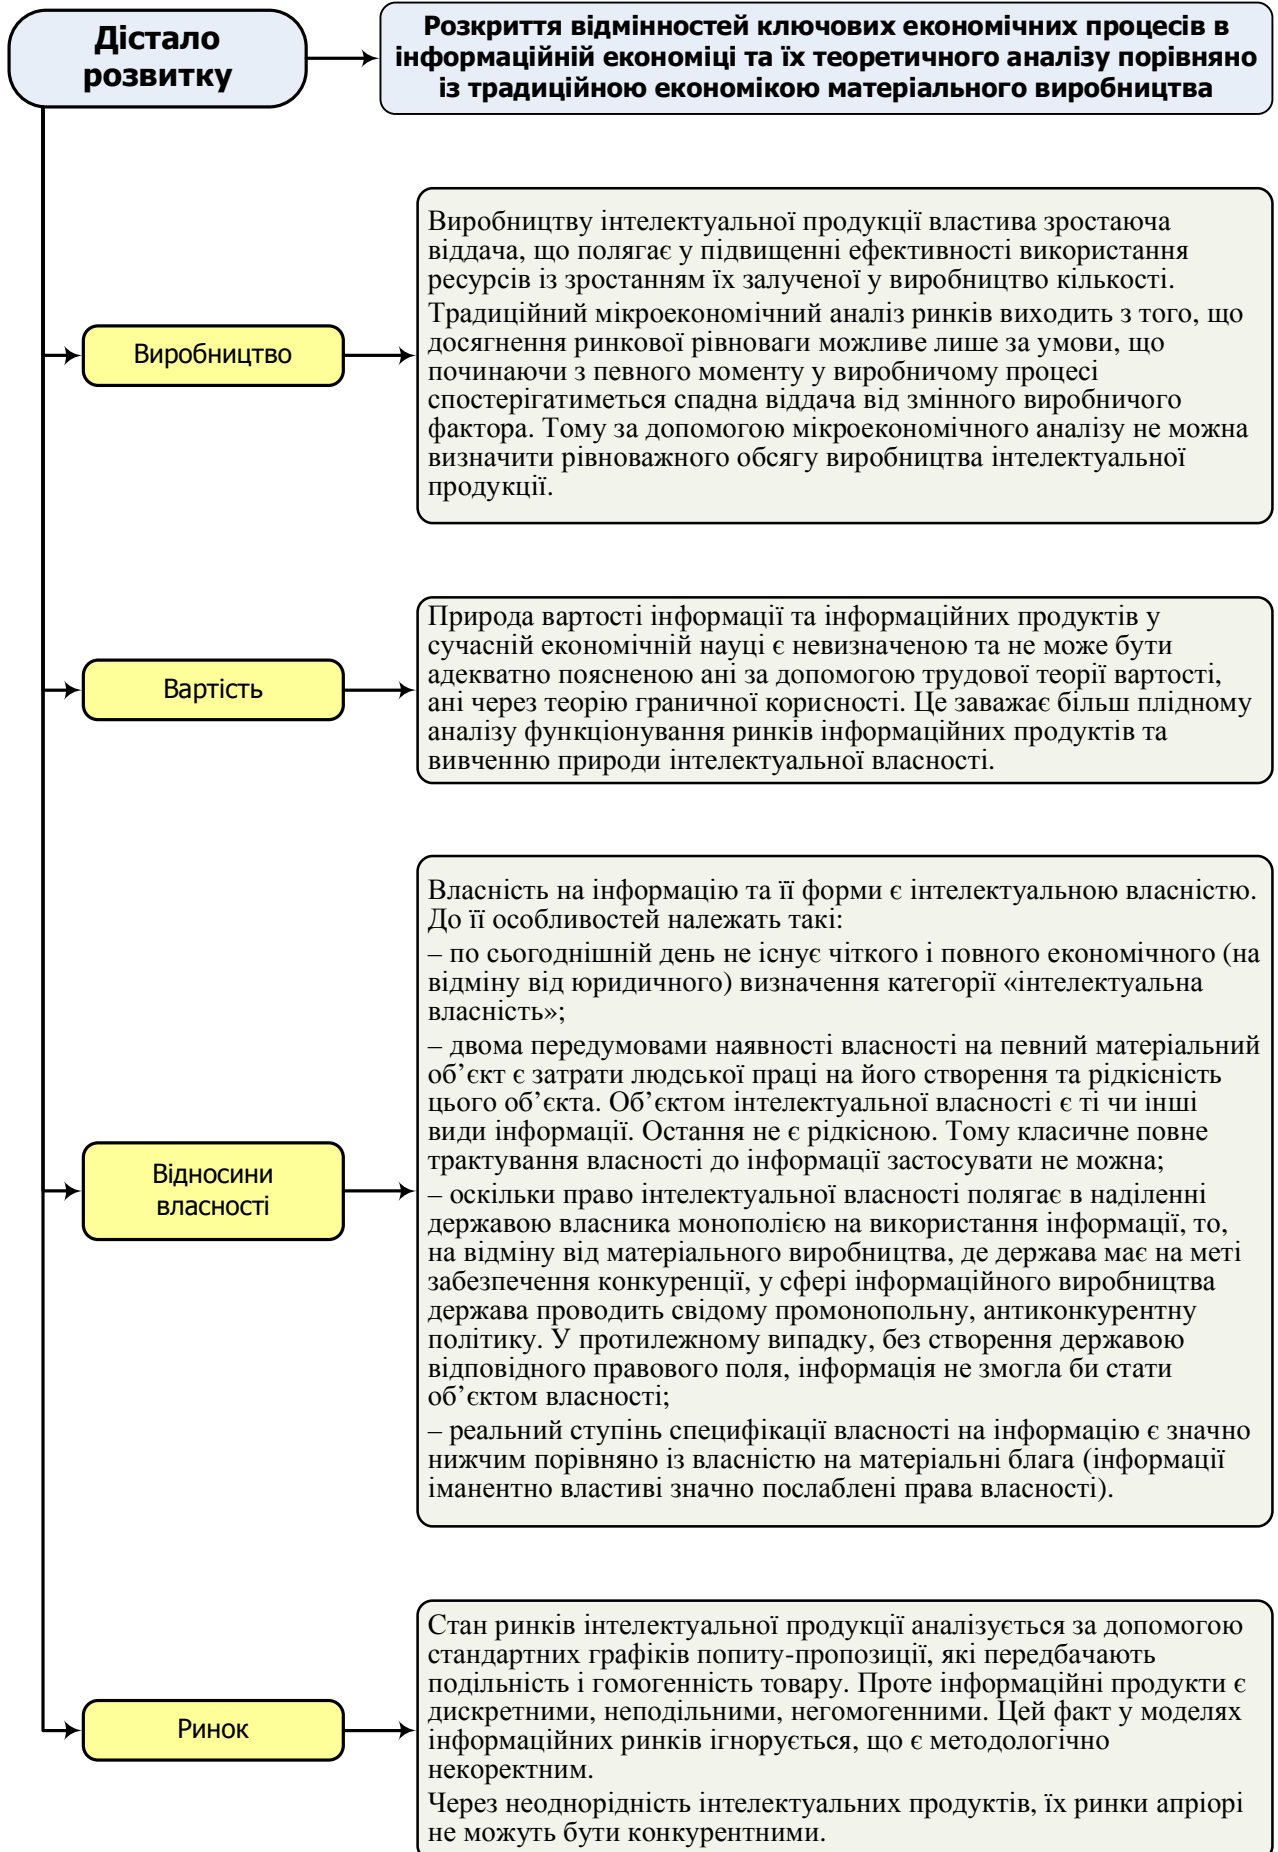 Дістало
розвитку
Розкриття відмінностей ключових економічних процесів в
інформаційній економіці та їх теоретичного аналізу порівняно
із традиційною економікою матеріального виробництва
Виробництво
Виробництву інтелектуальної продукції властива зростаюча
віддача, що полягає у підвищенні ефективності використання
ресурсів із зростанням їх залученої у виробництво кількості.
Традиційний мікроекономічний аналіз ринків виходить з того, що
досягнення ринкової рівноваги можливе лише за умови, що
починаючи з певного моменту у виробничому процесі
спостерігатиметься спадна віддача від змінного виробничого
фактора. Тому за допомогою мікроекономічного аналізу не можна
визначити рівноважного обсягу виробництва інтелектуальної
продукції.
Вартість
Природа вартості інформації та інформаційних продуктів у
сучасній економічній науці є невизначеною та не може бути
адекватно поясненою ані за допомогою трудової теорії вартості,
ані через теорію граничної корисності. Це заважає більш плідному
аналізу функціонування ринків інформаційних продуктів та
вивченню природи інтелектуальної власності.
Відносини
власності
Власність на інформацію та її форми є інтелектуальною власністю.
До її особливостей належать такі:
– по сьогоднішній день не існує чіткого і повного економічного (на
відміну від юридичного) визначення категорії «інтелектуальна
власність»;
– двома передумовами наявності власності на певний матеріальний
об’єкт є затрати людської праці на його створення та рідкісність
цього об’єкта. Об’єктом інтелектуальної власності є ті чи інші
види інформації. Остання не є рідкісною. Тому класичне повне
трактування власності до інформації застосувати не можна;
– оскільки право інтелектуальної власності полягає в наділенні
державою власника монополією на використання інформації, то,
на відміну від матеріального виробництва, де держава має на меті
забезпечення конкуренції, у сфері інформаційного виробництва
держава проводить свідому промонопольну, антиконкурентну
політику. У протилежному випадку, без створення державою
відповідного правового поля, інформація не змогла би стати
об’єктом власності;
– реальний ступінь специфікації власності на інформацію є значно
нижчим порівняно із власністю на матеріальні блага (інформації
іманентно властиві значно послаблені права власності).
Ринок
Стан ринків інтелектуальної продукції аналізується за допомогою
стандартних графіків попиту-пропозиції, які передбачають
подільність і гомогенність товару. Проте інформаційні продукти є
дискретними, неподільними, негомогенними. Цей факт у моделях
інформаційних ринків ігнорується, що є методологічно
некоректним.
Через неоднорідність інтелектуальних продуктів, їх ринки апріорі
не можуть бути конкурентними.